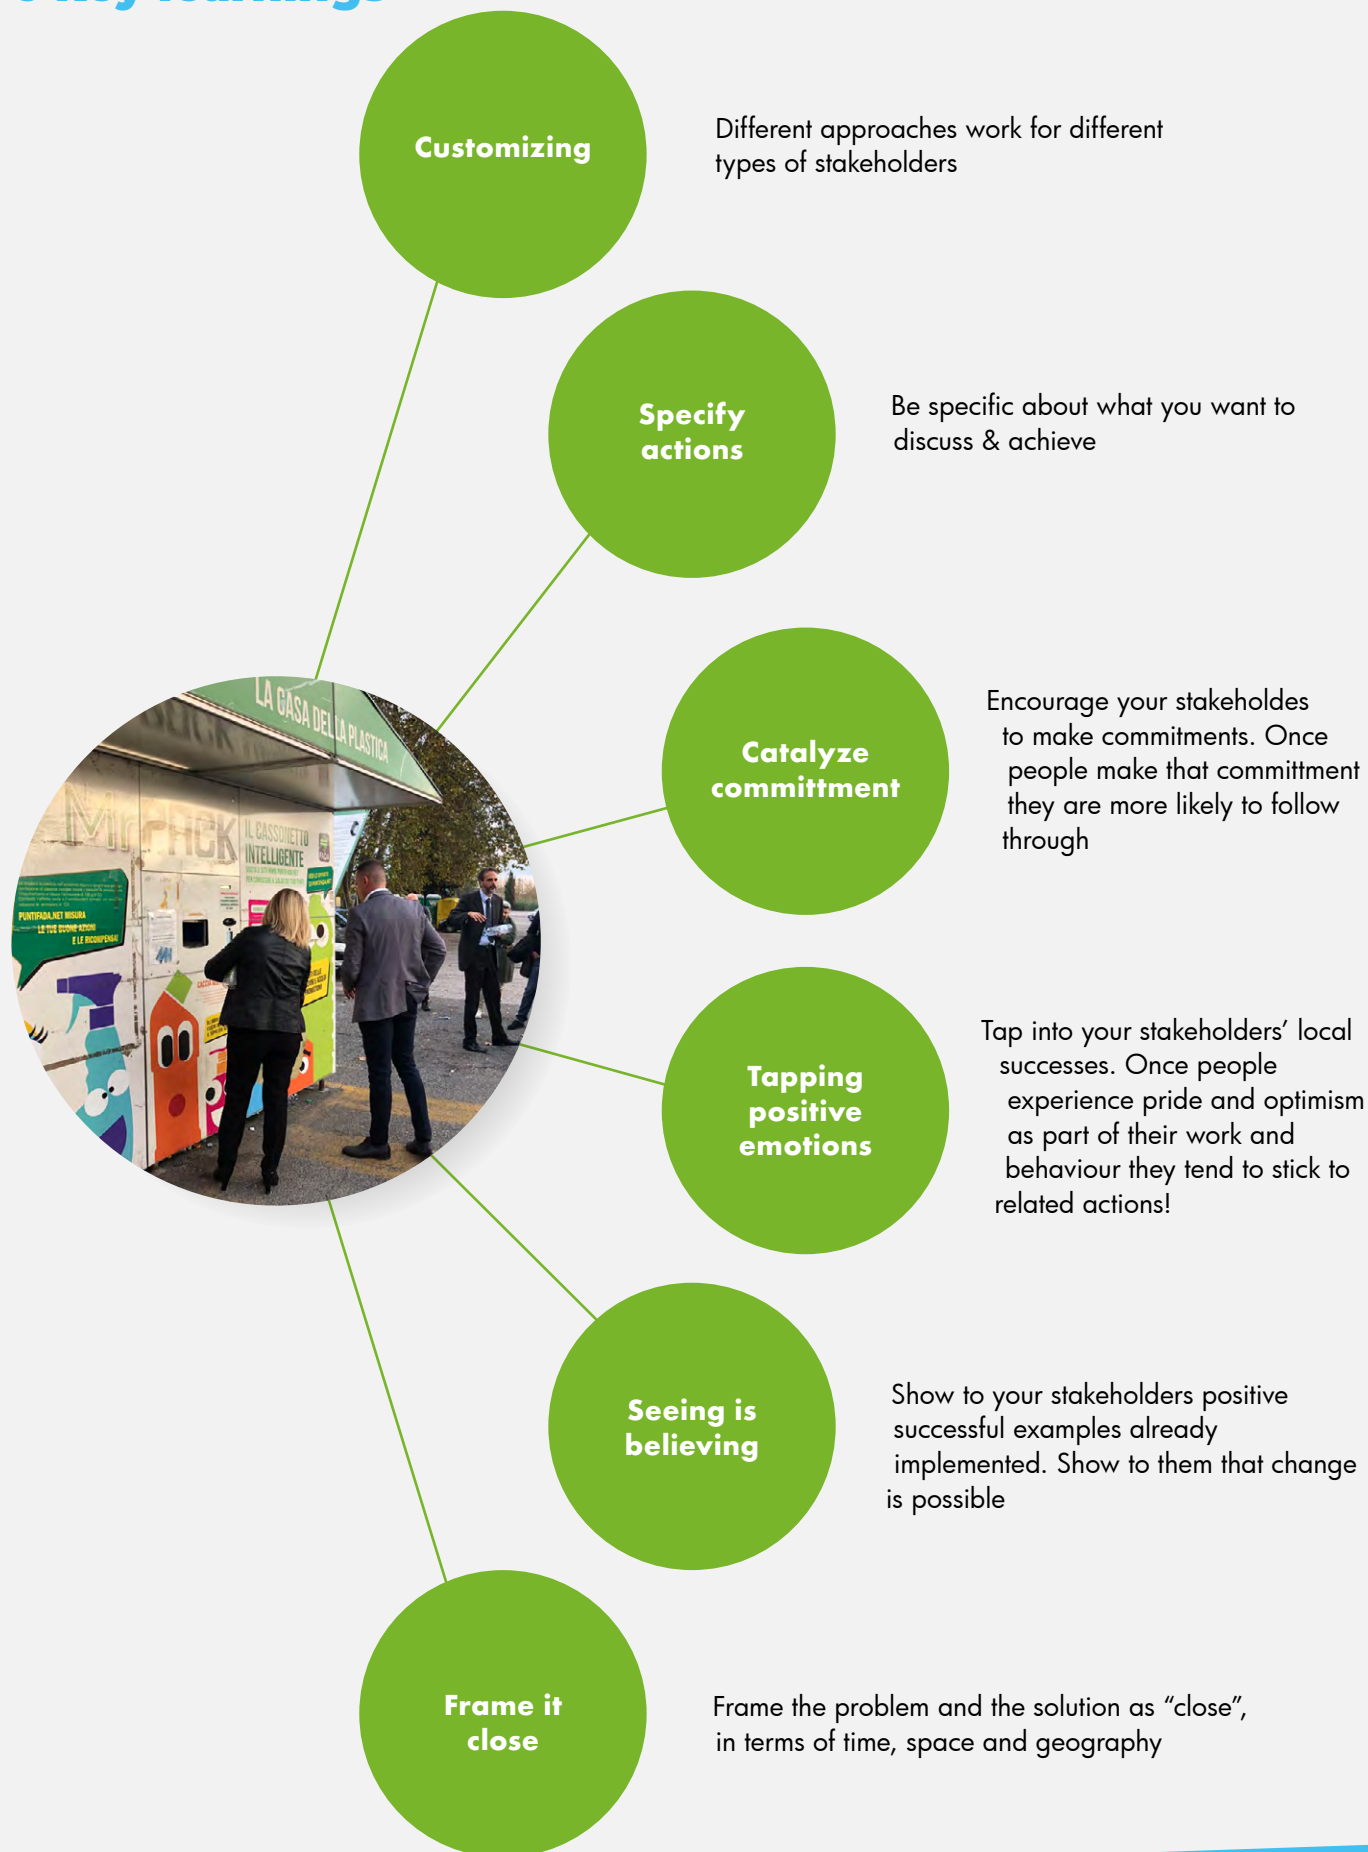 key learnings
Customizing
Different approaches work for different
types of stakeholders
Specify
actions
Be specific about what you want to
discuss & achieve
Catalyze
committment
Encourage your stakeholdes
to make commitments. Once
people make that committment
they are more likely to follow
through
LA CASA DELLA PLASTICA
IL CASSONETTO
INTELLIGENTE
PUNTIFADA.NET MISURA
LE TUE BUONE AZIONI
E LE RICOMPENSA!
Tapping
positive
emotions
Tap into your stakeholders’ local
successes. Once people
experience pride and optimism
as part of their work and
behaviour they tend to stick to
related actions!
Seeing is
believing
Show to your stakeholders positive
successful examples already
implemented. Show to them that change
is possible
Frame it
close
Frame the problem and the solution as “close”,
in terms of time, space and geography